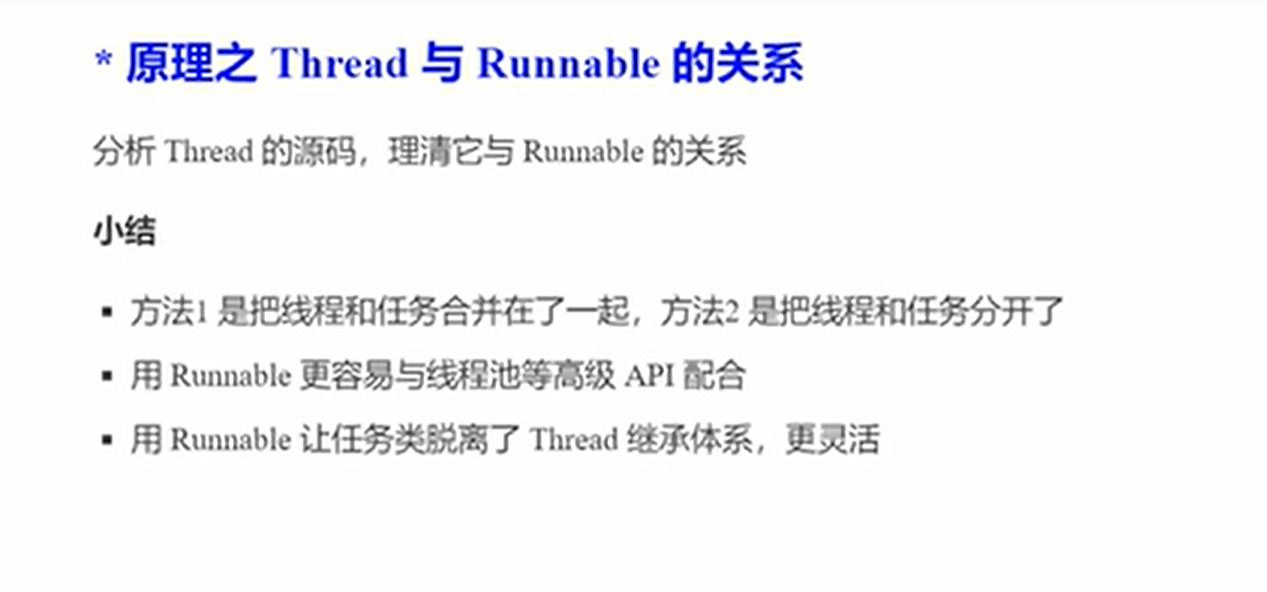 * 原理之 Thread 与 Runnable 的关系
分析 Thread 的源码，理清它与 Runnable 的关系
小结
▪ 方法1 是把线程和任务合并在了一起，方法2 是把线程和任务分开了
▪ 用 Runnable 更容易与线程池等高级 API 配合
▪ 用 Runnable 让任务类脱离了 Thread 继承体系，更灵活